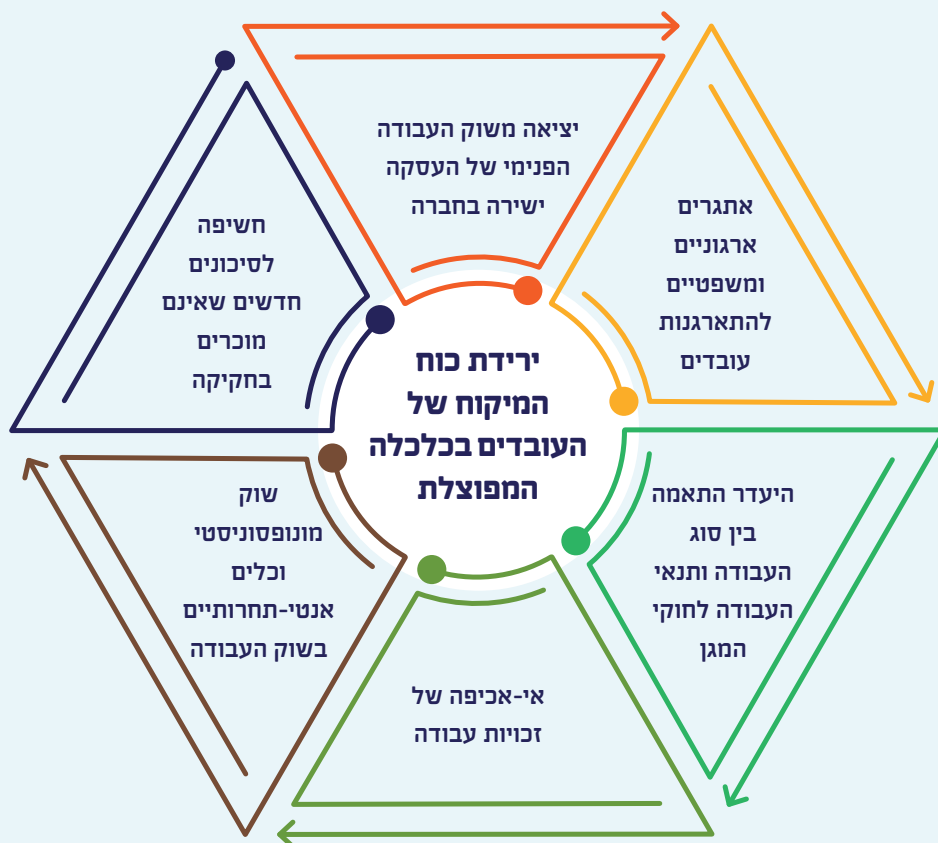 יציאה משוק העבודה
הפנימי של העסקה
ישירה בחברה
אתגרים
ארגוניים
ומשפטיים
להתארגנות
עובדים
היעדר התאמה
בין סוג
העבודה ותנאי
העבודה לחוקי
המגן
אי-אכיפה של
זכויות עבודה
שוק
מונופסוניסטי
וכלים
אנטי-תחרותיים
בשוק העבודה
חשיפה
לסיכונים
חדשים שאינם
מוכרים
בחקיקה
ירידת כוח
המיקוח של
העובדים בכלכלה
המפוצלת